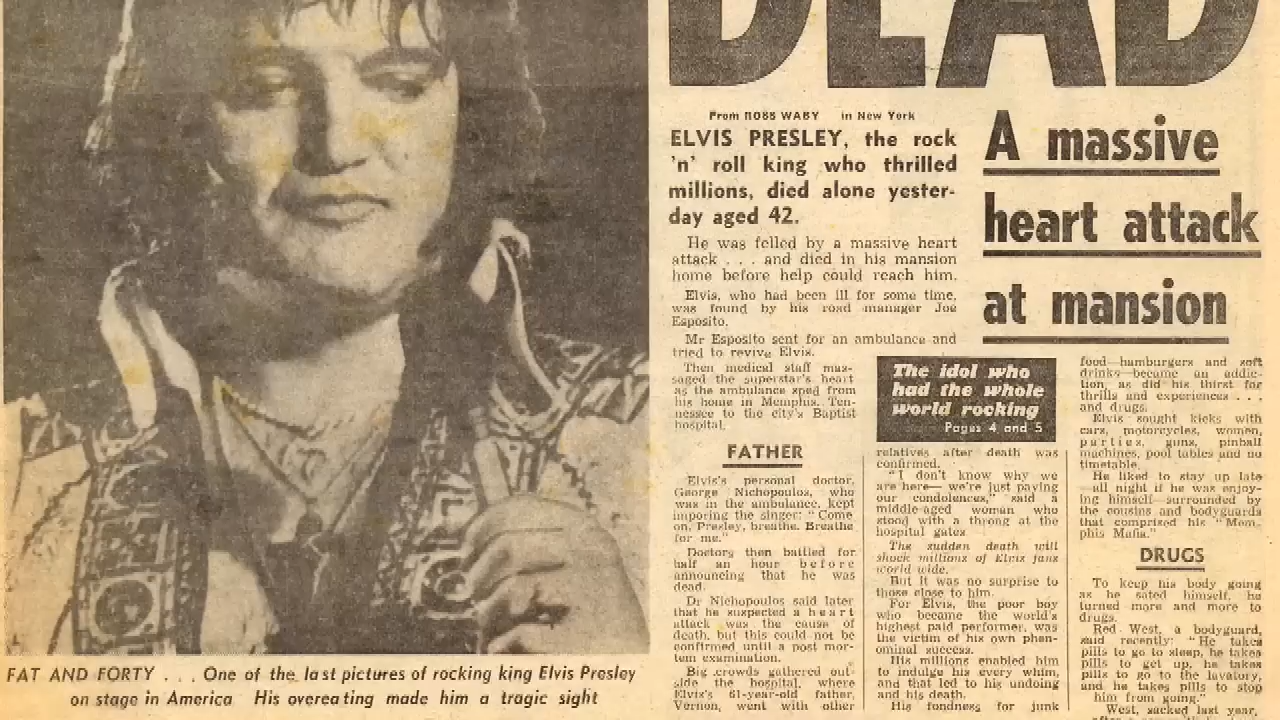 DEAD
From ROSS WABY in New York
ELVIS PRESLEY, the rock
'n' roll king who thrilled
millions, died alone yester-
day aged 42.
He was felled by a massive heart
attack . . . and died in his mansion
home before help could reach him.
Elvis, who had been ill for some time,
was found by his road manager Joe
Esposito.
Mr Esposito sent for an ambulance and
tried to revive Elvis.
Then medical staff mas-
saged the superstar's heart
as the ambulance sped from
his home in Memphis, Ten-
nessee to the city's Baptist
hospital.
FATHER
Elvis's personal doctor,
George Nichopoulos, who
was in the ambulance, kept
imporing the singer: "Come
on, Presley, breathe. Breathe
for me."
Doctors then battled for
half an hour before
announcing that he was
dead.
Dr Nichopoulos said later
that he suspected a heart
attack was the cause of
death, but this could not be
confirmed until a post mor-
tem examination.
Big crowds gathered out-
side the hospital, where
Elvis's 61-year-old father,
Vernon, went with other
A massive
heart attack
at mansion
The idol who
had the whole
world rocking
Pages 4 and 5
relatives after death was
confirmed.
"I don't know why we
are here— we're just paying
our condolences," said a
middle-aged woman who
stood with a throng at the
hospital gates
The sudden death will
shock millions of Elvis fans
world wide.
But it was no surprise to
those close to him.
For Elvis, the poor boy
who became the world's
highest paid performer, was
the victim of his own phen-
ominal success.
His millions enabled him
to indulge his every whim,
and that led to his undoing
and his death.
His fondness for junk
food—hamburgers and soft
drinks—became an addic-
tion, as did his thirst for
thrills and experiences . . .
and drugs.
Elvis sought kicks with
cars, motorcycles, women,
parties, guns, pinball
machines, pool tables and no
timetable.
He liked to stay up late
—all night if he was enjoy-
ing himself—surrounded by
the cousins and bodyguards
that comprised his "Mem-
phis Mafia."
DRUGS
To keep his body going
as he sated himself, he
turned more and more to
drugs.
Red West, a bodyguard,
said recently: "He takes
pills to go to sleep, he takes
pills to get up, he takes
pills to go to the lavatory,
and he takes pills to stop
him from going."
West, sacked last year,
FAT AND FORTY . . . One of the last pictures of rocking king Elvis Presley
on stage in America His overeating made him a tragic sight